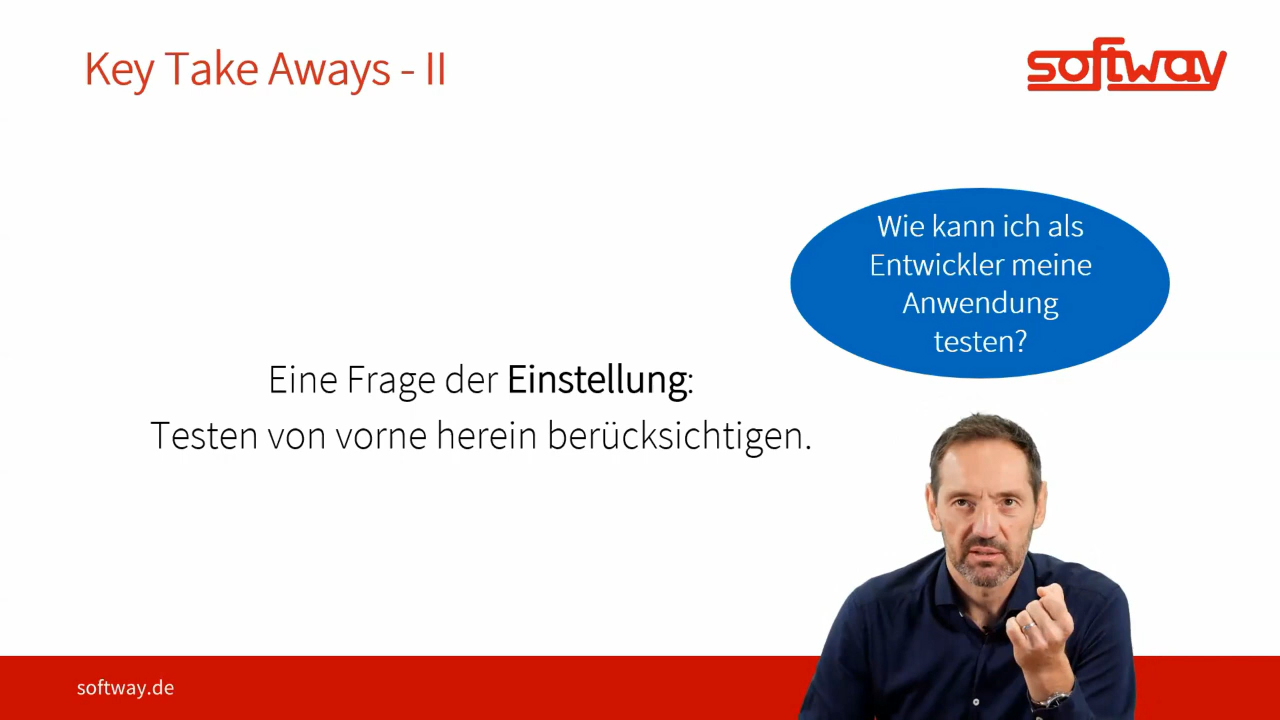 Key Take Aways - II
softway
Wie kann ich als
Entwickler meine
Anwendung
testen?
Eine Frage der Einstellung:
Testen von vorne herein berücksichtigen.
softway.de